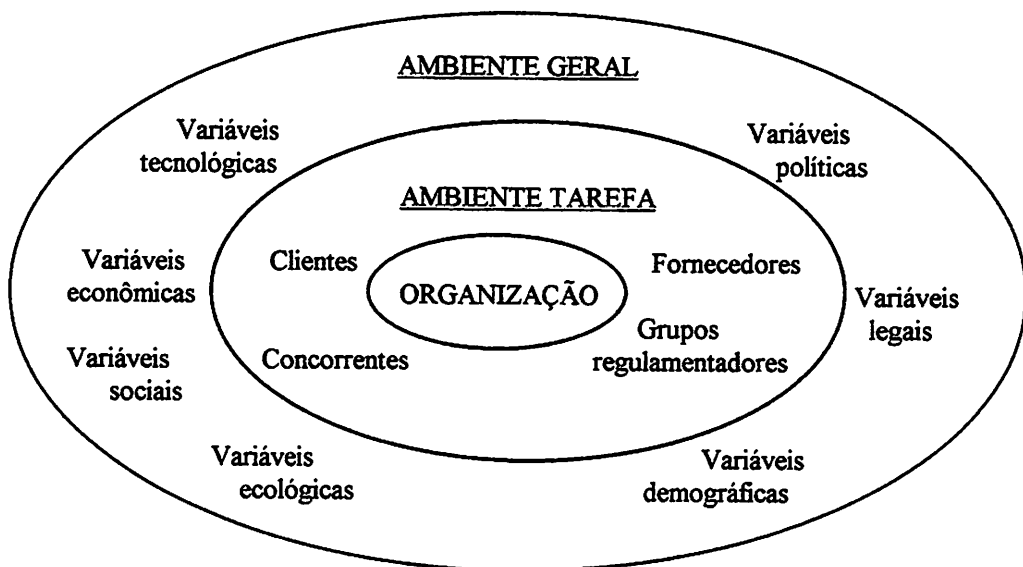 AMBIENTE GERAL
Variáveis
tecnológicas
Variáveis
políticas
AMBIENTE TAREFA
Variáveis
econômicas
Clientes
ORGANIZAÇÃO
Fornecedores
Variáveis
legais
Variáveis
sociais
Concorrentes
Grupos
regulamentadores
Variáveis
ecológicas
Variáveis
demográficas